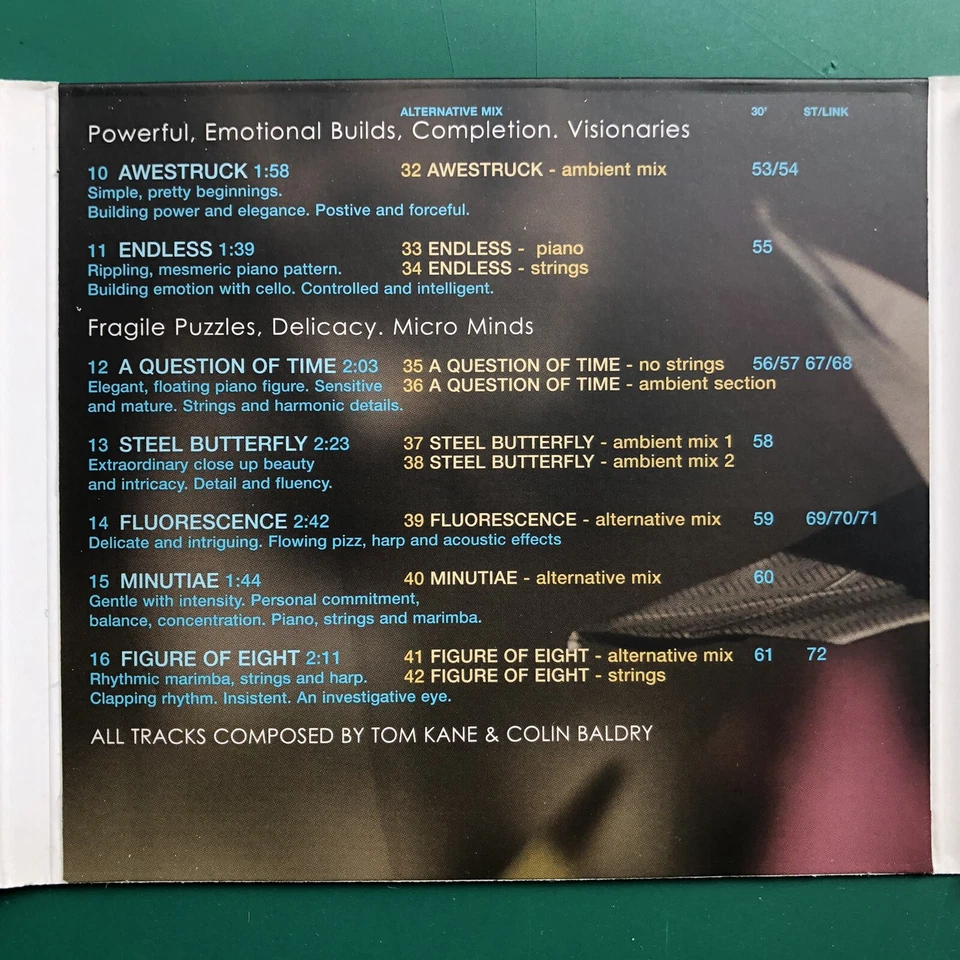 ALTERNATIVE MIX 30' ST/LINK
Powerful, Emotional Builds, Completion. Visionaries
10 AWESTRUCK 1:58 32 AWESTRUCK - ambient mix 53/54
Simple, pretty beginnings.
Building power and elegance. Postive and forceful.
11 ENDLESS 1:39 33 ENDLESS - piano 55
Rippling, mesmeric piano pattern. 34 ENDLESS - strings
Building emotion with cello. Controlled and intelligent.
Fragile Puzzles, Delicacy. Micro Minds
12 A QUESTION OF TIME 2:03 35 A QUESTION OF TIME - no strings 56/57 67/68
Elegant, floating piano figure. Sensitive 36 A QUESTION OF TIME - ambient section
and mature. Strings and harmonic details.
13 STEEL BUTTERFLY 2:23 37 STEEL BUTTERFLY - ambient mix 1 58
Extraordinary close up beauty 38 STEEL BUTTERFLY - ambient mix 2
and intricacy. Detail and fluency.
14 FLUORESCENCE 2:42 39 FLUORESCENCE - alternative mix 59 69/70/71
Delicate and intriguing. Flowing pizz, harp and acoustic effects
15 MINUTIAE 1:44 40 MINUTIAE - alternative mix 60
Gentle with intensity. Personal commitment,
balance, concentration. Piano, strings and marimba.
16 FIGURE OF EIGHT 2:11 41 FIGURE OF EIGHT - alternative mix 61 72
Rhythmic marimba, strings and harp. 42 FIGURE OF EIGHT - strings
Clapping rhythm. Insistent. An investigative eye.
ALL TRACKS COMPOSED BY TOM KANE & COLIN BALDRY